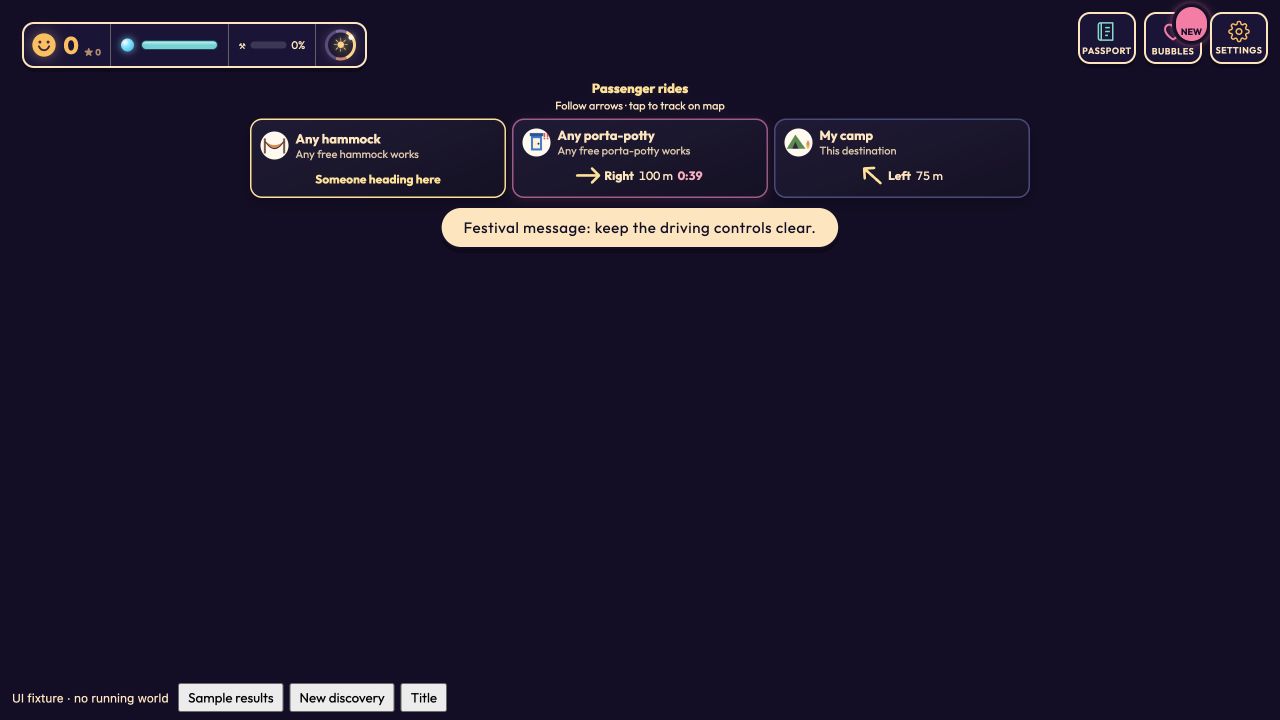 0 ★0 0%
PASSPORT
NEW
BUBBLES
SETTINGS
Passenger rides
Follow arrows · tap to track on map
Any hammock
Any free hammock works
Someone heading here
Any porta-potty
Any free porta-potty works
Right 100 m 0:39
My camp
This destination
Left 75 m
Festival message: keep the driving controls clear.
UI fixture · no running world
Sample results
New discovery
Title